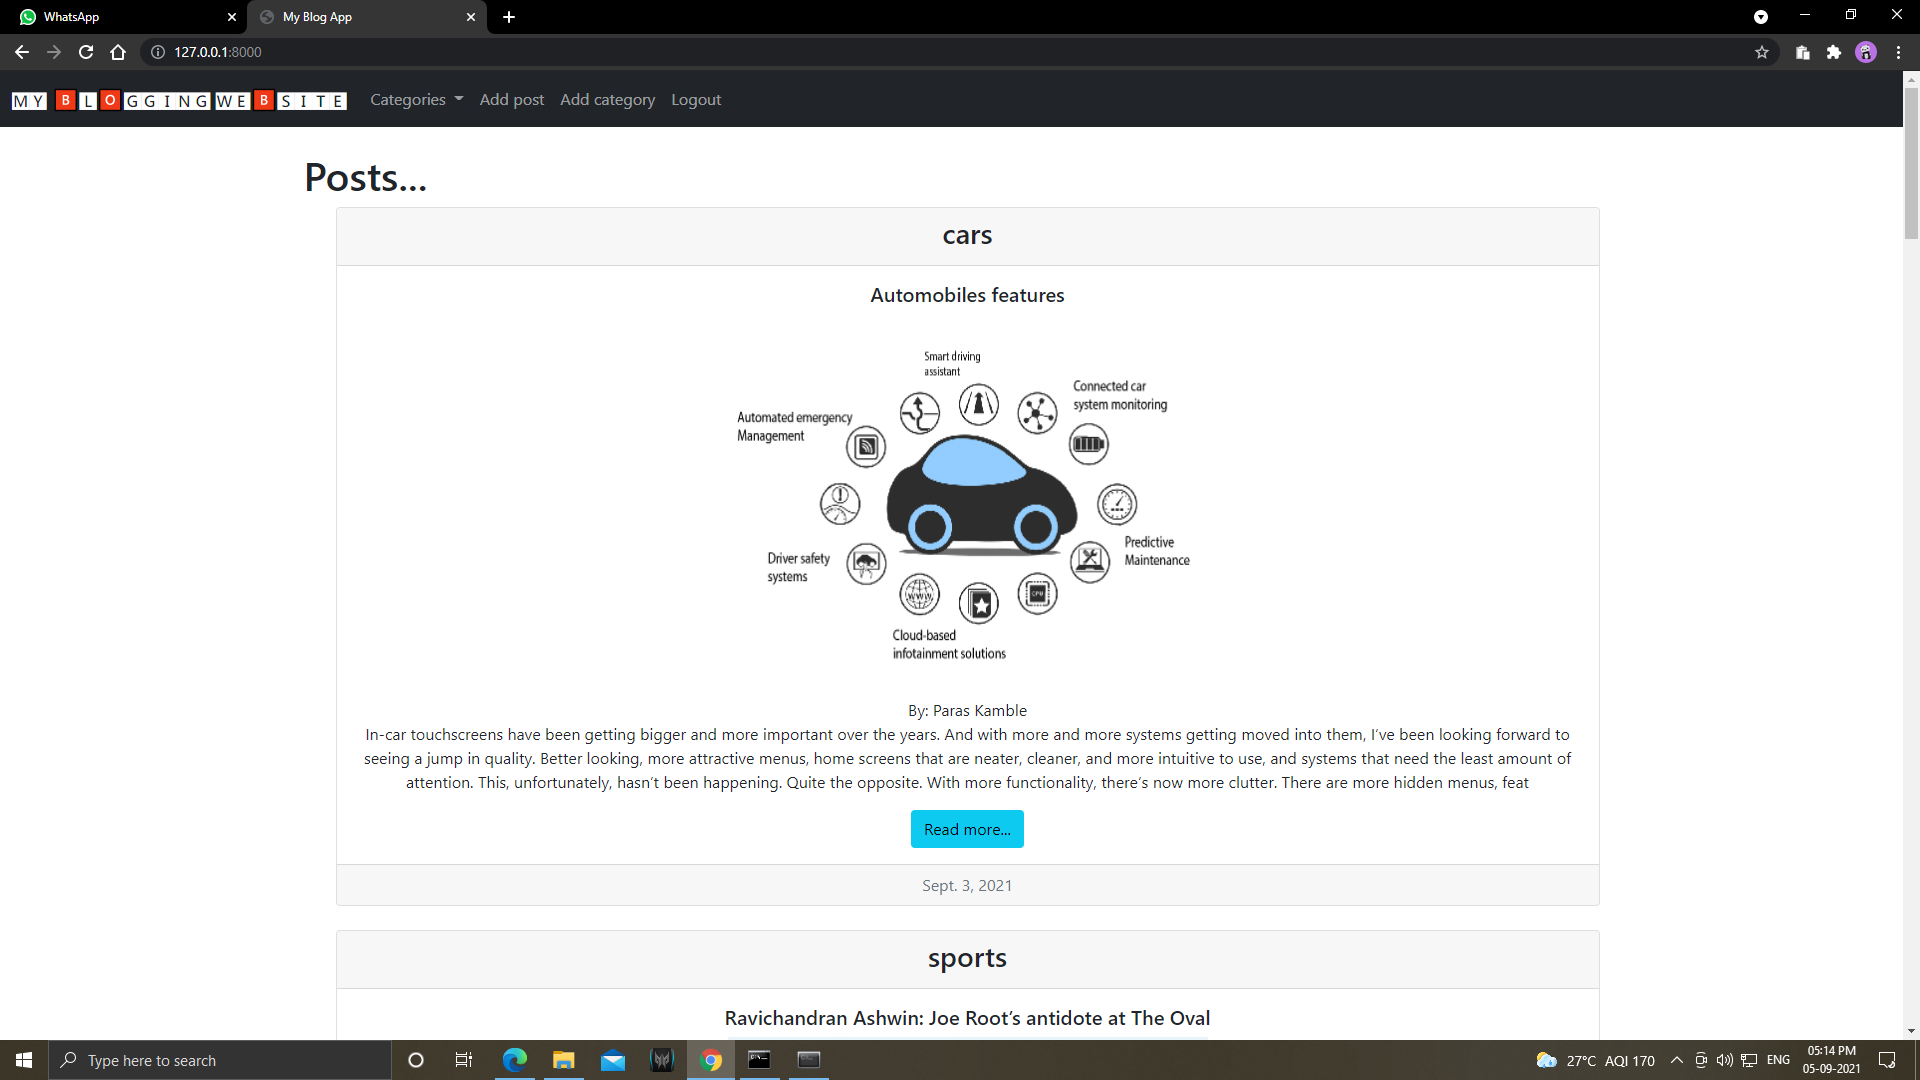 WhatsApp
My Blog App
127.0.0.1:8000
MY BLOGGING WEBSITE Categories Add post Add category Logout
Posts...
cars
Automobiles features
Smart driving
assistant
Connected car
system monitoring
Automated emergency
Management
Predictive
Maintenance
Driver safety
systems
WWW
CPU
Cloud-based
infotainment solutions
By: Paras Kamble
In-car touchscreens have been getting bigger and more important over the years. And with more and more systems getting moved into them, I’ve been looking forward to
seeing a jump in quality. Better looking, more attractive menus, home screens that are neater, cleaner, and more intuitive to use, and systems that need the least amount of
attention. This, unfortunately, hasn’t been happening. Quite the opposite. With more functionality, there’s now more clutter. There are more hidden menus, feat
Read more...
Sept. 3, 2021
sports
Ravichandran Ashwin: Joe Root’s antidote at The Oval
Type here to search
27°C AQI 170
ENG
05:14 PM
05-09-2021